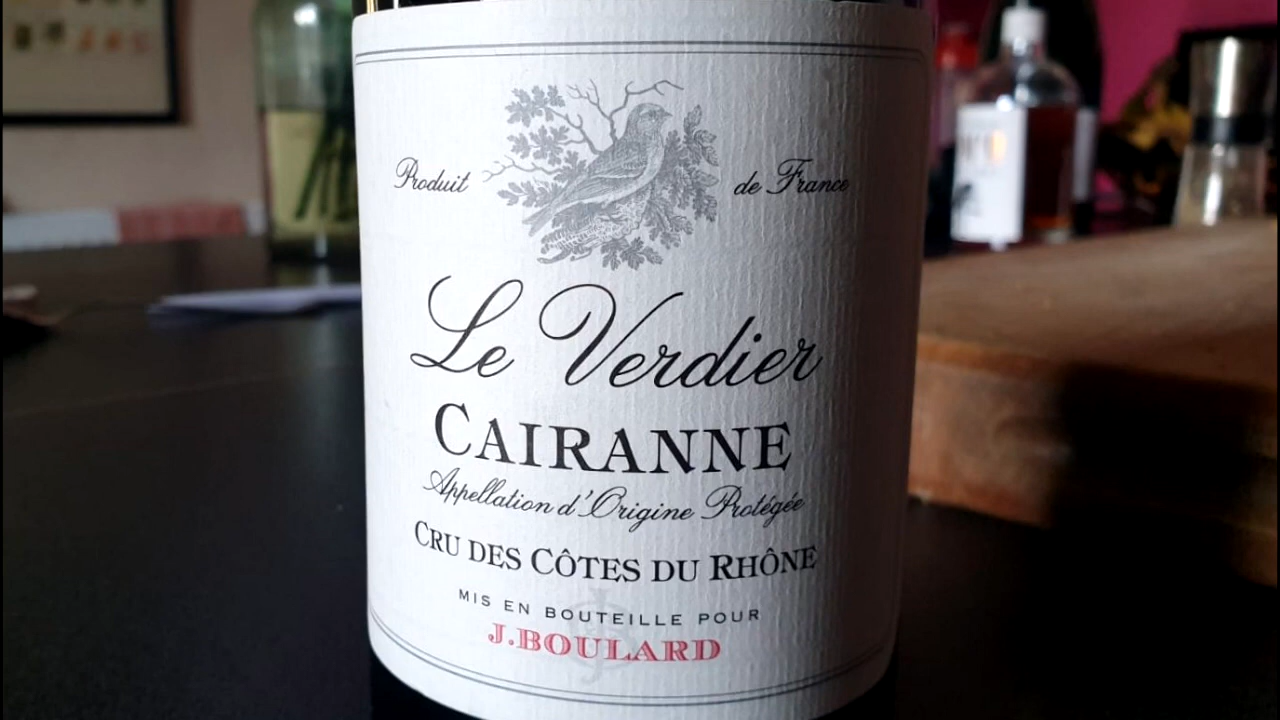 Produit de France
Le Verdier
CAIRANNE
Appellation d'Origine Protégée
CRU DES CÔTES DU RHÔNE
MIS EN BOUTEILLE POUR
J.BOULARD